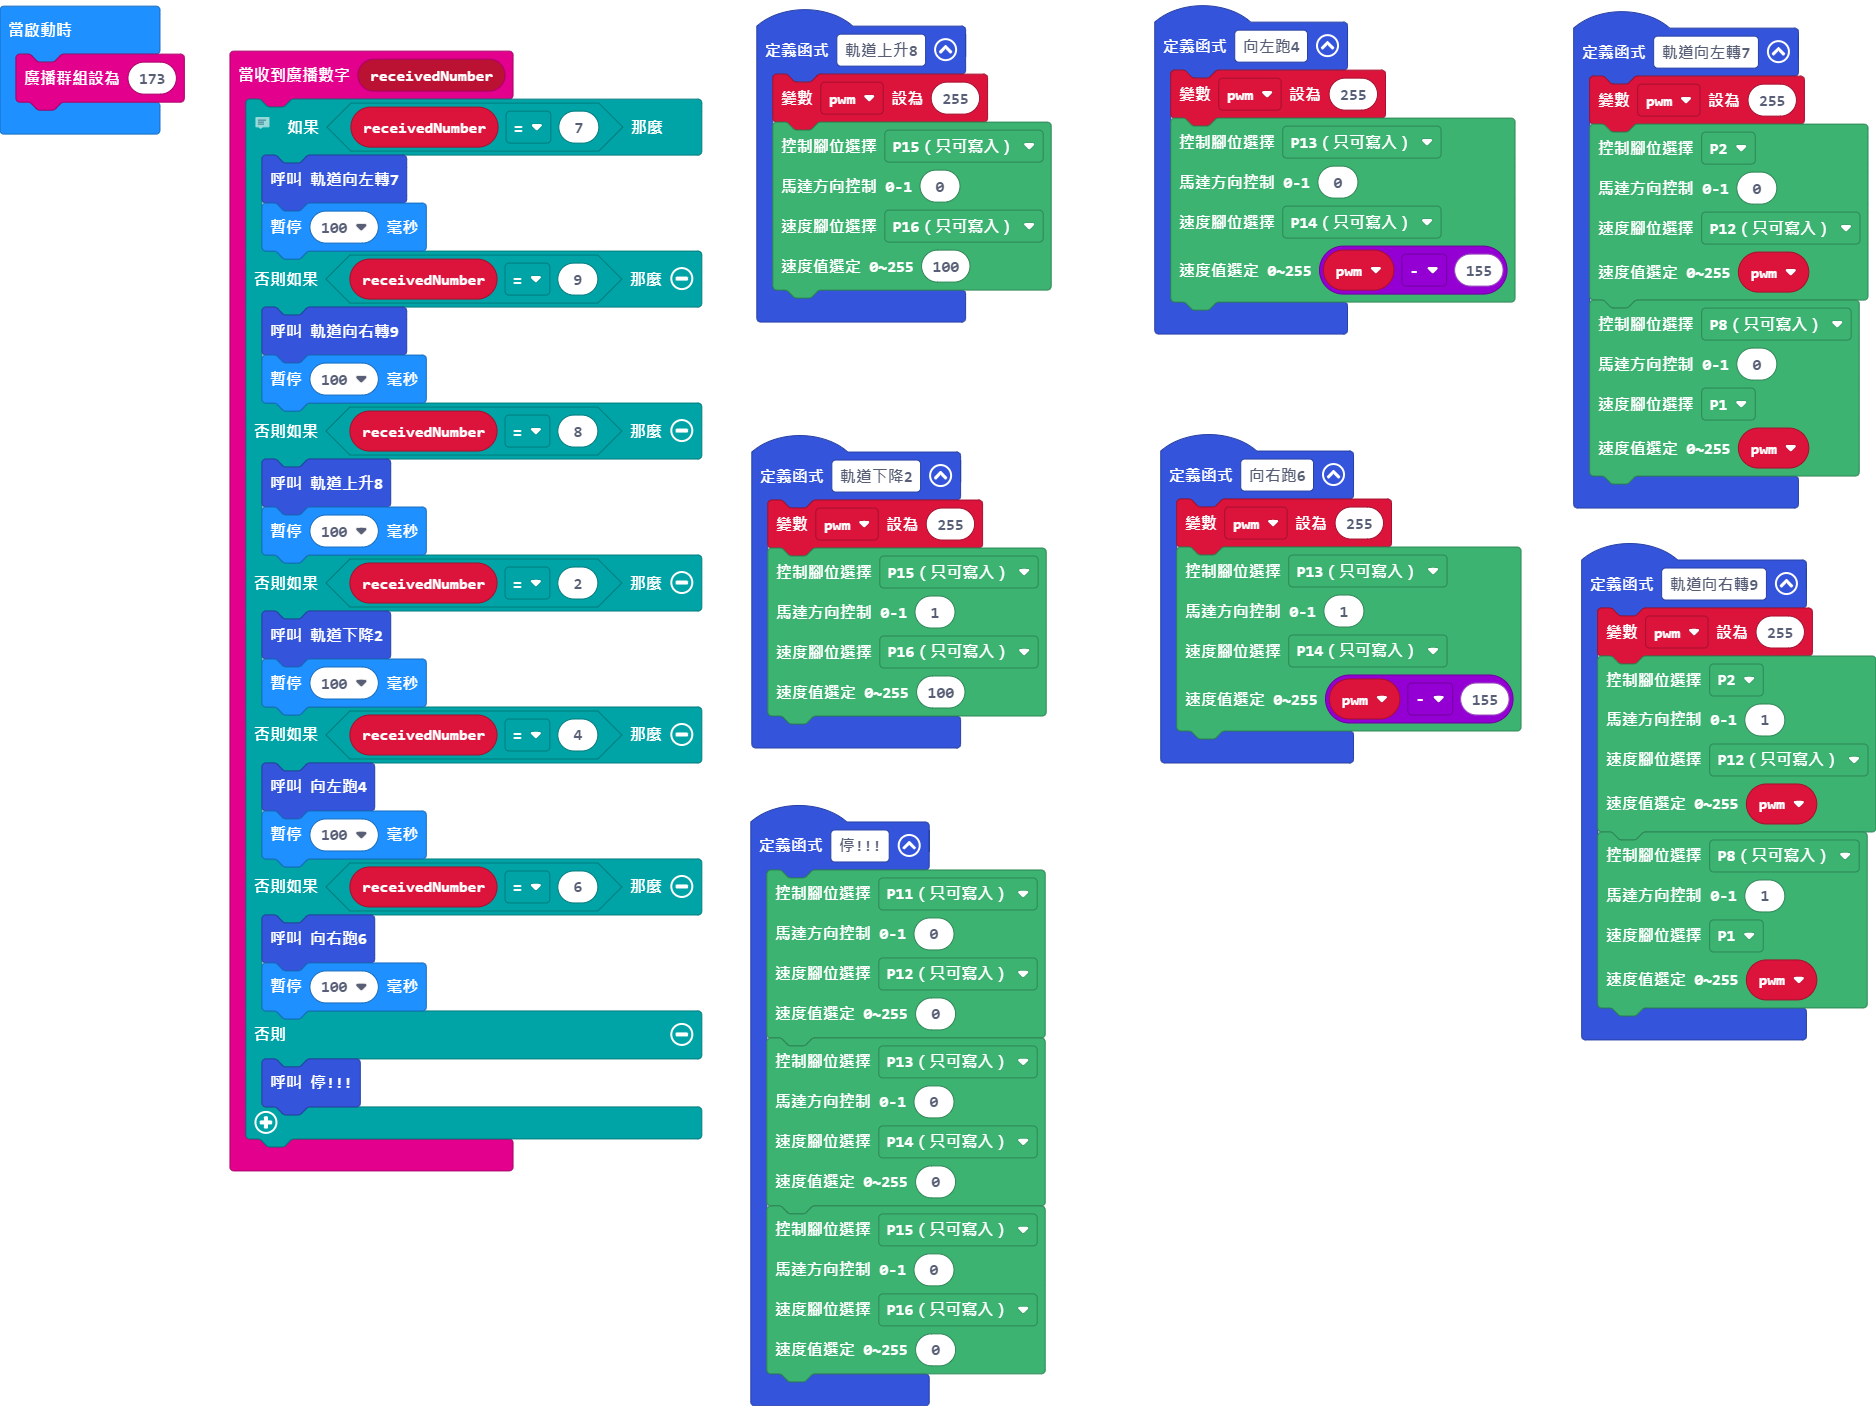 當啟動時
廣播群組設為 173
當收到廣播數字 receivedNumber
如果 receivedNumber = 7 那麼
呼叫 軌道向左轉7
暫停 100 毫秒
否則如果 receivedNumber = 9 那麼
呼叫 軌道向右轉9
暫停 100 毫秒
否則如果 receivedNumber = 8 那麼
呼叫 軌道上升8
暫停 100 毫秒
否則如果 receivedNumber = 2 那麼
呼叫 軌道下降2
暫停 100 毫秒
否則如果 receivedNumber = 4 那麼
呼叫 向左跑4
暫停 100 毫秒
否則如果 receivedNumber = 6 那麼
呼叫 向右跑6
暫停 100 毫秒
否則
呼叫 停!!!
定義函式 軌道上升8
變數 pwm 設為 255
控制腳位選擇 P15（只可寫入）
馬達方向控制 0-1 0
速度腳位選擇 P16（只可寫入）
速度值選定 0~255 100
定義函式 軌道下降2
變數 pwm 設為 255
控制腳位選擇 P15（只可寫入）
馬達方向控制 0-1 1
速度腳位選擇 P16（只可寫入）
速度值選定 0~255 100
定義函式 停!!!
控制腳位選擇 P11（只可寫入）
馬達方向控制 0-1 0
速度腳位選擇 P12（只可寫入）
速度值選定 0~255 0
控制腳位選擇 P13（只可寫入）
馬達方向控制 0-1 0
速度腳位選擇 P14（只可寫入）
速度值選定 0~255 0
控制腳位選擇 P15（只可寫入）
馬達方向控制 0-1 0
速度腳位選擇 P16（只可寫入）
速度值選定 0~255 0
定義函式 向左跑4
變數 pwm 設為 255
控制腳位選擇 P13（只可寫入）
馬達方向控制 0-1 0
速度腳位選擇 P14（只可寫入）
速度值選定 0~255 pwm - 155
定義函式 向右跑6
變數 pwm 設為 255
控制腳位選擇 P13（只可寫入）
馬達方向控制 0-1 1
速度腳位選擇 P14（只可寫入）
速度值選定 0~255 pwm - 155
定義函式 軌道向左轉7
變數 pwm 設為 255
控制腳位選擇 P2
馬達方向控制 0-1 0
速度腳位選擇 P12（只可寫入）
速度值選定 0~255 pwm
控制腳位選擇 P8（只可寫入）
馬達方向控制 0-1 0
速度腳位選擇 P1
速度值選定 0~255 pwm
定義函式 軌道向右轉9
變數 pwm 設為 255
控制腳位選擇 P2
馬達方向控制 0-1 1
速度腳位選擇 P12（只可寫入）
速度值選定 0~255 pwm
控制腳位選擇 P8（只可寫入）
馬達方向控制 0-1 1
速度腳位選擇 P1
速度值選定 0~255 pwm